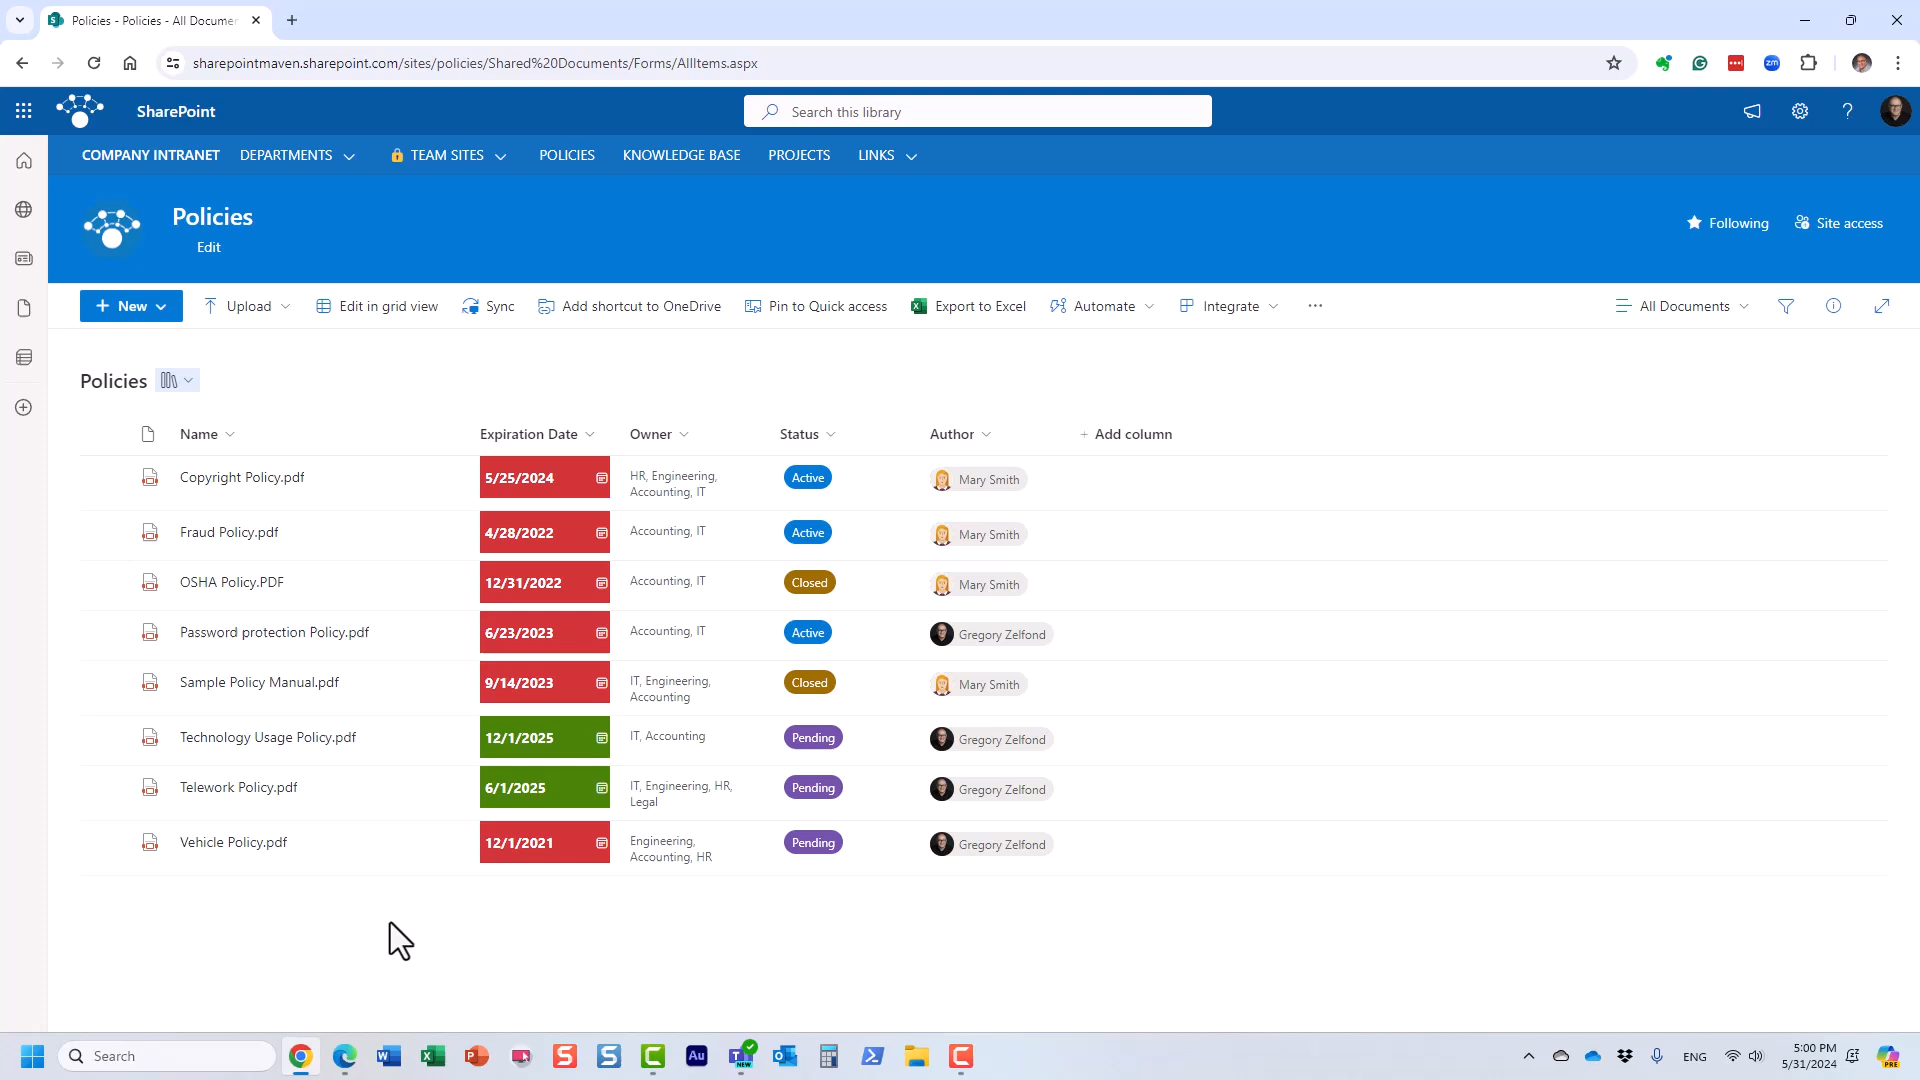 Policies - Policies - All Documen
sharepointmaven.sharepoint.com/sites/policies/Shared%20Documents/Forms/AllItems.aspx
SharePoint
Search this library
COMPANY INTRANET DEPARTMENTS TEAM SITES POLICIES KNOWLEDGE BASE PROJECTS LINKS
Policies
Edit
Following Site access
New Upload Edit in grid view Sync Add shortcut to OneDrive Pin to Quick access Export to Excel Automate Integrate All Documents
Policies
Name Expiration Date Owner Status Author + Add column
Copyright Policy.pdf 5/25/2024 HR, Engineering, Active Mary Smith
Accounting, IT
Fraud Policy.pdf 4/28/2022 Accounting, IT Active Mary Smith
OSHA Policy.PDF 12/31/2022 Accounting, IT Closed Mary Smith
Password protection Policy.pdf 6/23/2023 Accounting, IT Active Gregory Zelfond
Sample Policy Manual.pdf 9/14/2023 IT, Engineering, Closed Mary Smith
Accounting
Technology Usage Policy.pdf 12/1/2025 IT, Accounting Pending Gregory Zelfond
Telework Policy.pdf 6/1/2025 IT, Engineering, HR, Pending Gregory Zelfond
Legal
Vehicle Policy.pdf 12/1/2021 Engineering, Pending Gregory Zelfond
Accounting, HR
Search
ENG
5:00 PM
5/31/2024